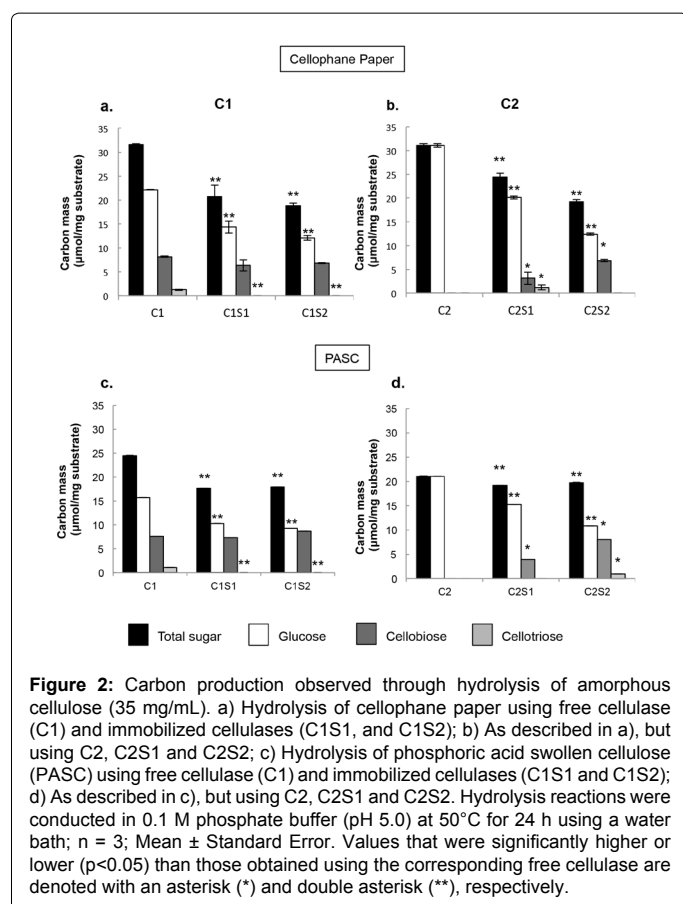 Cellophane Paper
a.
C1
Carbon mass
(µmol/mg substrate)
35
30
25
20
15
10
5
0
**
**
**
**
**
**
C1
C1S1
C1S2
b.
C2
Carbon mass
(µmol/mg substrate)
35
30
25
20
15
10
5
0
**
**
*
*
**
**
*
C2
C2S1
C2S2
PASC
c.
Carbon mass
(µmol/mg substrate)
35
30
25
20
15
10
5
0
**
**
**
**
**
**
C1
C1S1
C1S2
d.
Carbon mass
(µmol/mg substrate)
35
30
25
20
15
10
5
0
**
**
*
**
**
*
*
C2
C2S1
C2S2
Total sugar
Glucose
Cellobiose
Cellotriose
Figure 2: Carbon production observed through hydrolysis of amorphous
cellulose (35 mg/mL). a) Hydrolysis of cellophane paper using free cellulase
(C1) and immobilized cellulases (C1S1, and C1S2); b) As described in a), but
using C2, C2S1 and C2S2; c) Hydrolysis of phosphoric acid swollen cellulose
(PASC) using free cellulase (C1) and immobilized cellulases (C1S1 and C1S2);
d) As described in c), but using C2, C2S1 and C2S2. Hydrolysis reactions were
conducted in 0.1 M phosphate buffer (pH 5.0) at 50°C for 24 h using a water
bath; n = 3; Mean ± Standard Error. Values that were significantly higher or
lower (p<0.05) than those obtained using the corresponding free cellulase are
denoted with an asterisk (*) and double asterisk (**), respectively.